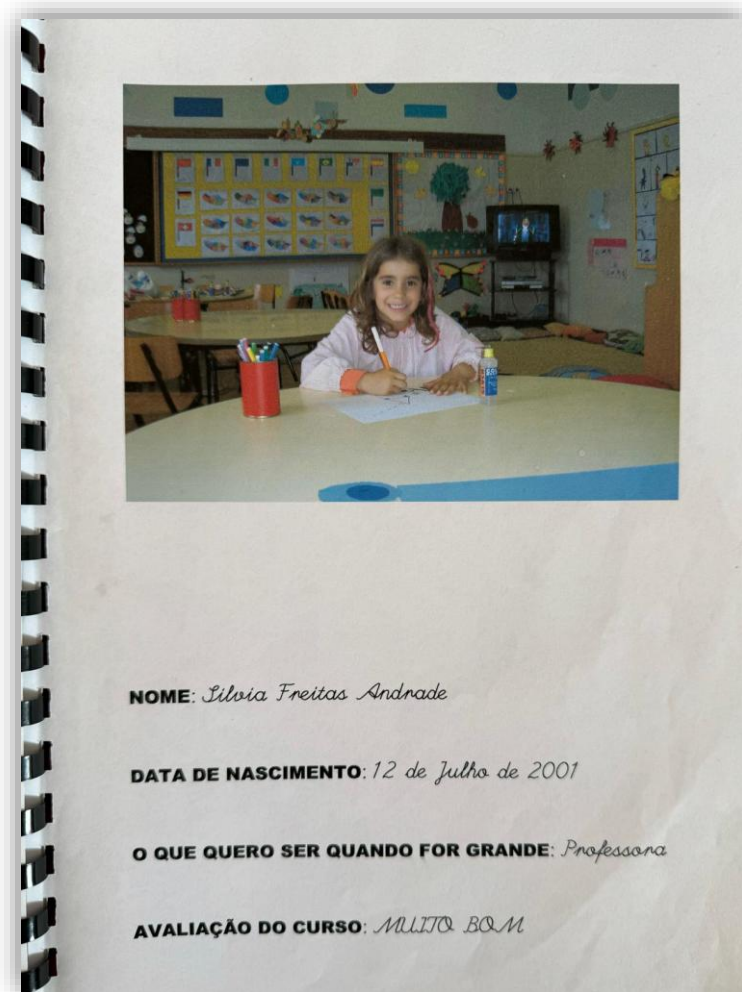 NOME: Silvia Freitas Andrade
DATA DE NASCIMENTO: 12 de Julho de 2001
O QUE QUERO SER QUANDO FOR GRANDE: Professora
AVALIAÇÃO DO CURSO: MUITO BOM